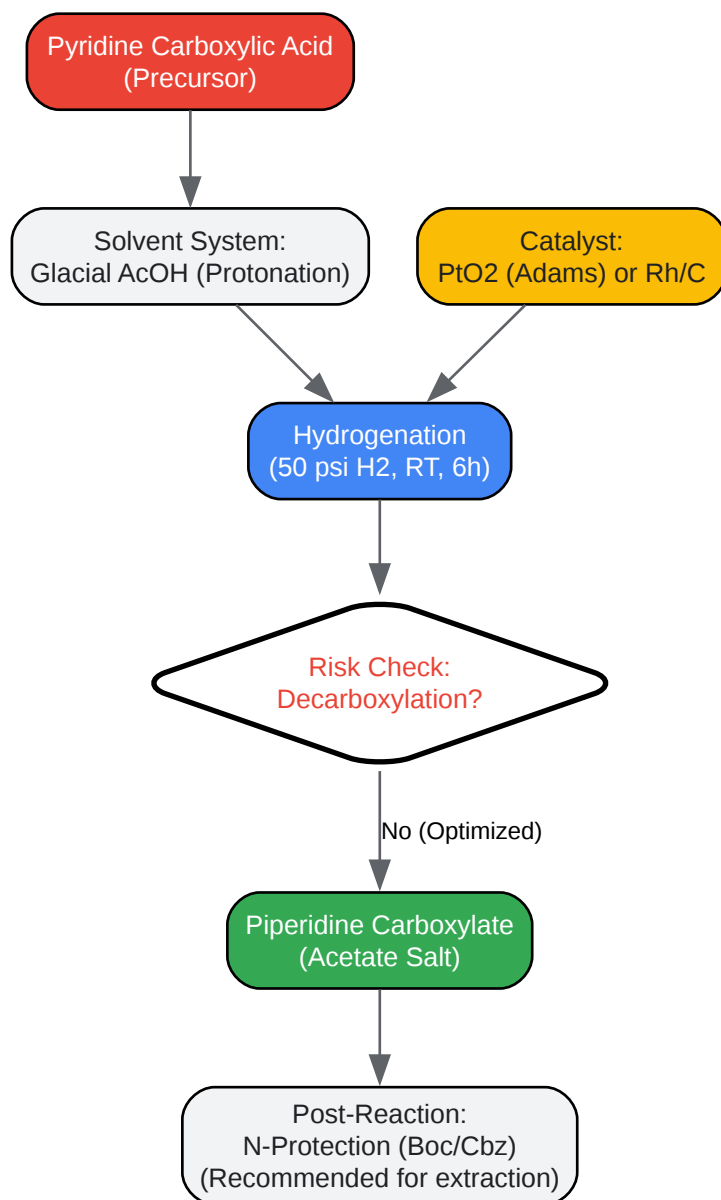 Pyridine Carboxylic Acid
(Precursor)
Solvent System:
Glacial AcOH (Protonation)
Catalyst:
PtO2 (Adams) or Rh/C
Hydrogenation
(50 psi H2, RT, 6h)
Risk Check:
Decarboxylation?
No (Optimized)
Piperidine Carboxylate
(Acetate Salt)
Post-Reaction:
N-Protection (Boc/Cbz)
(Recommended for extraction)